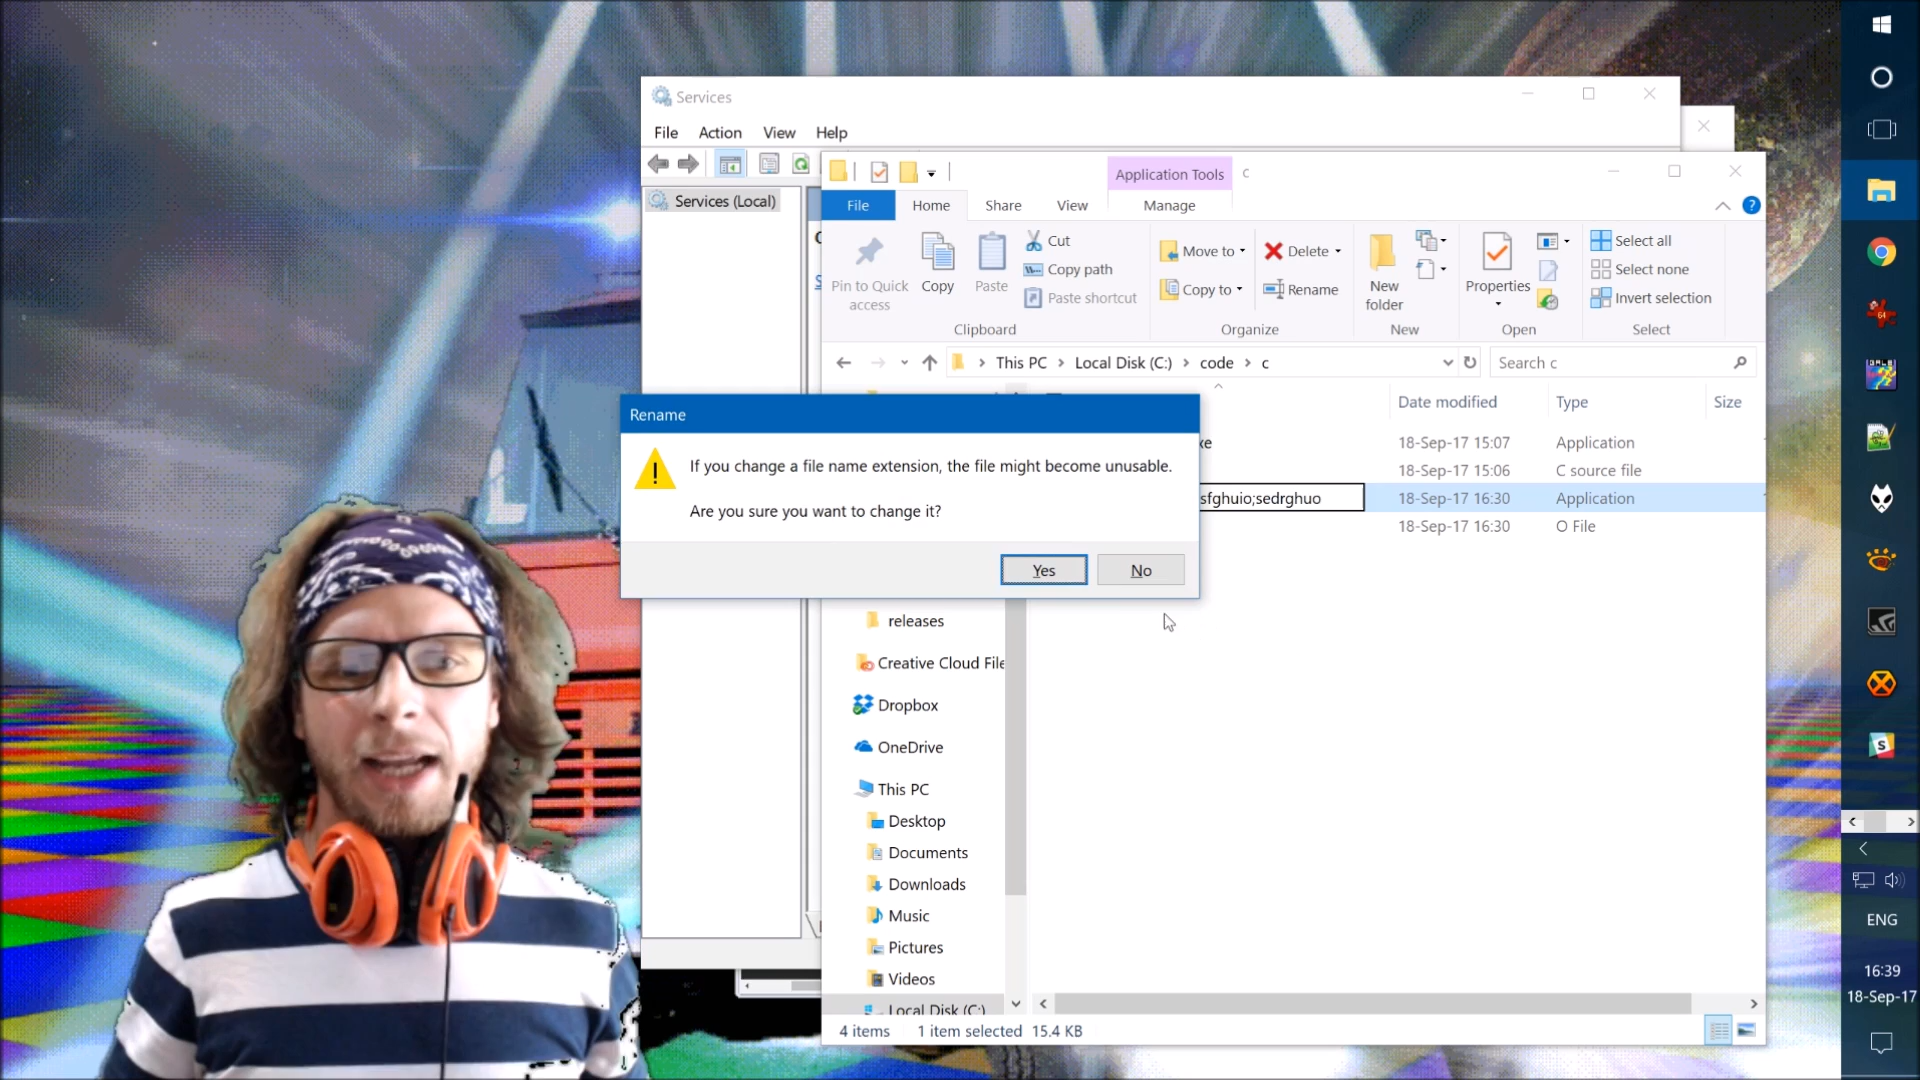 Services
File Action View Help
Services (Local)
Application Tools c
File Home Share View Manage
Pin to Quick access
Copy
Paste
Cut
Copy path
Paste shortcut
Clipboard
Move to
Copy to
Delete
Rename
Organize
New folder
New
Properties
Open
Select all
Select none
Invert selection
Select
This PC > Local Disk (C:) > code > c
Search c
Date modified Type Size
xe 18-Sep-17 15:07 Application
18-Sep-17 15:06 C source file
sfghuio;sedrghuo 18-Sep-17 16:30 Application
18-Sep-17 16:30 O File
Rename
If you change a file name extension, the file might become unusable.
Are you sure you want to change it?
Yes No
releases
Creative Cloud File
Dropbox
OneDrive
This PC
Desktop
Documents
Downloads
Music
Pictures
Videos
Local Disk (C:)
4 items 1 item selected 15.4 KB
64
S
ENG
16:39
18-Sep-17